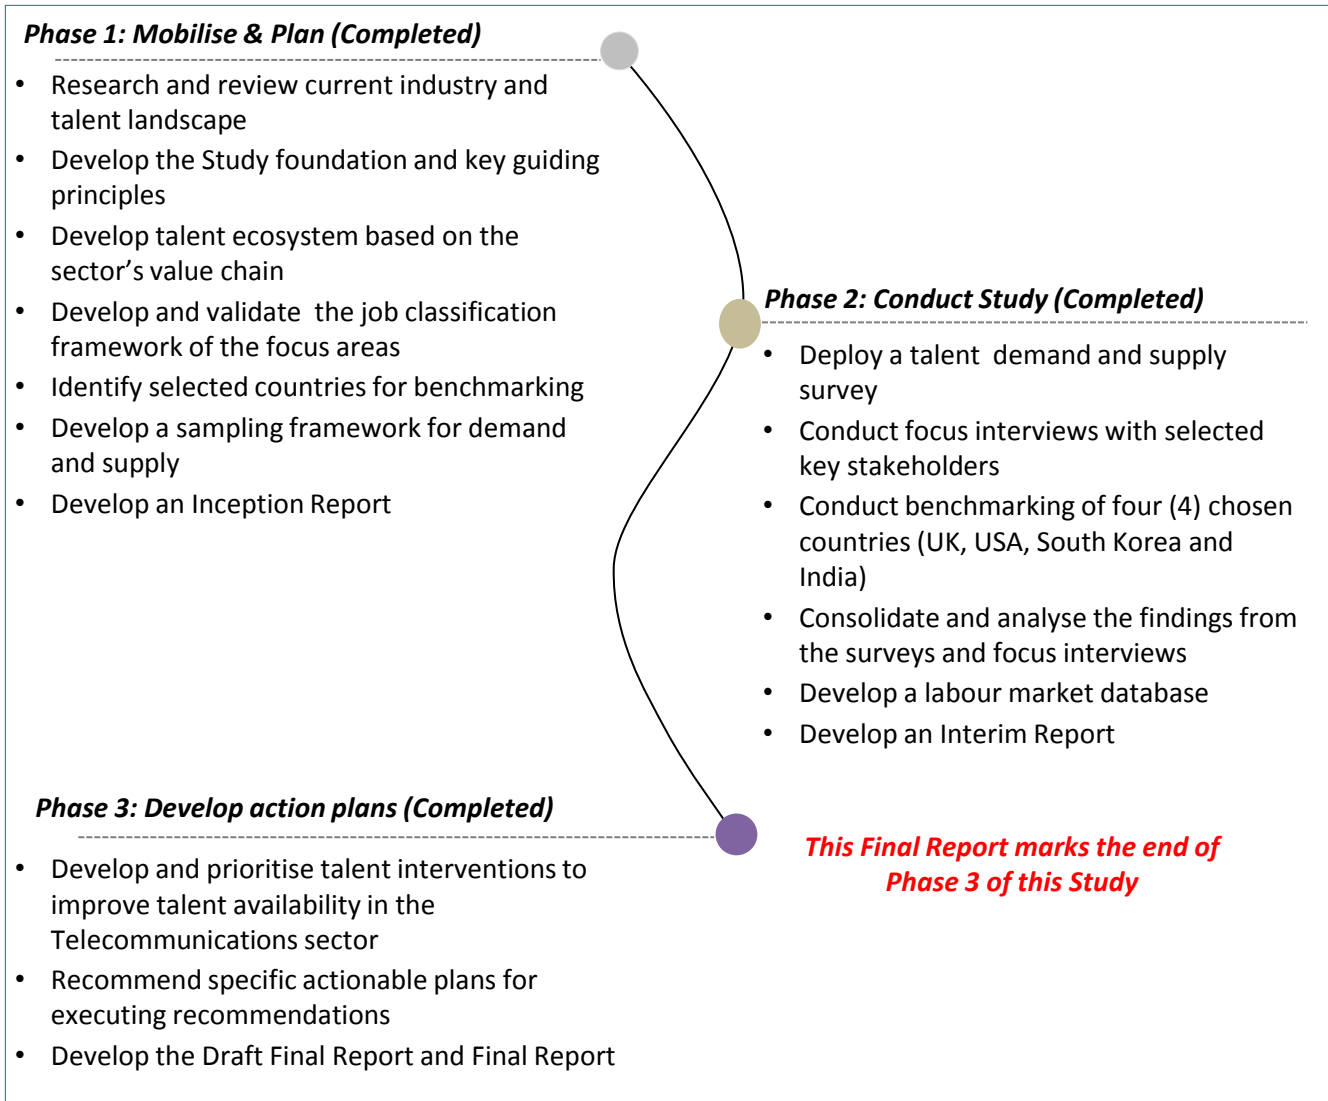 Phase 1: Mobilise & Plan (Completed)
• Research and review current industry and
talent landscape
• Develop the Study foundation and key guiding
principles
• Develop talent ecosystem based on the
sector’s value chain
• Develop and validate  the job classification
framework of the focus areas
• Identify selected countries for benchmarking
• Develop a sampling framework for demand
and supply
• Develop an Inception Report
Phase 2: Conduct Study (Completed)
• Deploy a talent  demand and supply
survey
• Conduct focus interviews with selected
key stakeholders
• Conduct benchmarking of four (4) chosen
countries (UK, USA, South Korea and
India)
• Consolidate and analyse the findings from
the surveys and focus interviews
• Develop a labour market database
• Develop an Interim Report
Phase 3: Develop action plans (Completed)
• Develop and prioritise talent interventions to
improve talent availability in the
Telecommunications sector
• Recommend specific actionable plans for
executing recommendations
• Develop the Draft Final Report and Final Report
This Final Report marks the end of
Phase 3 of this Study